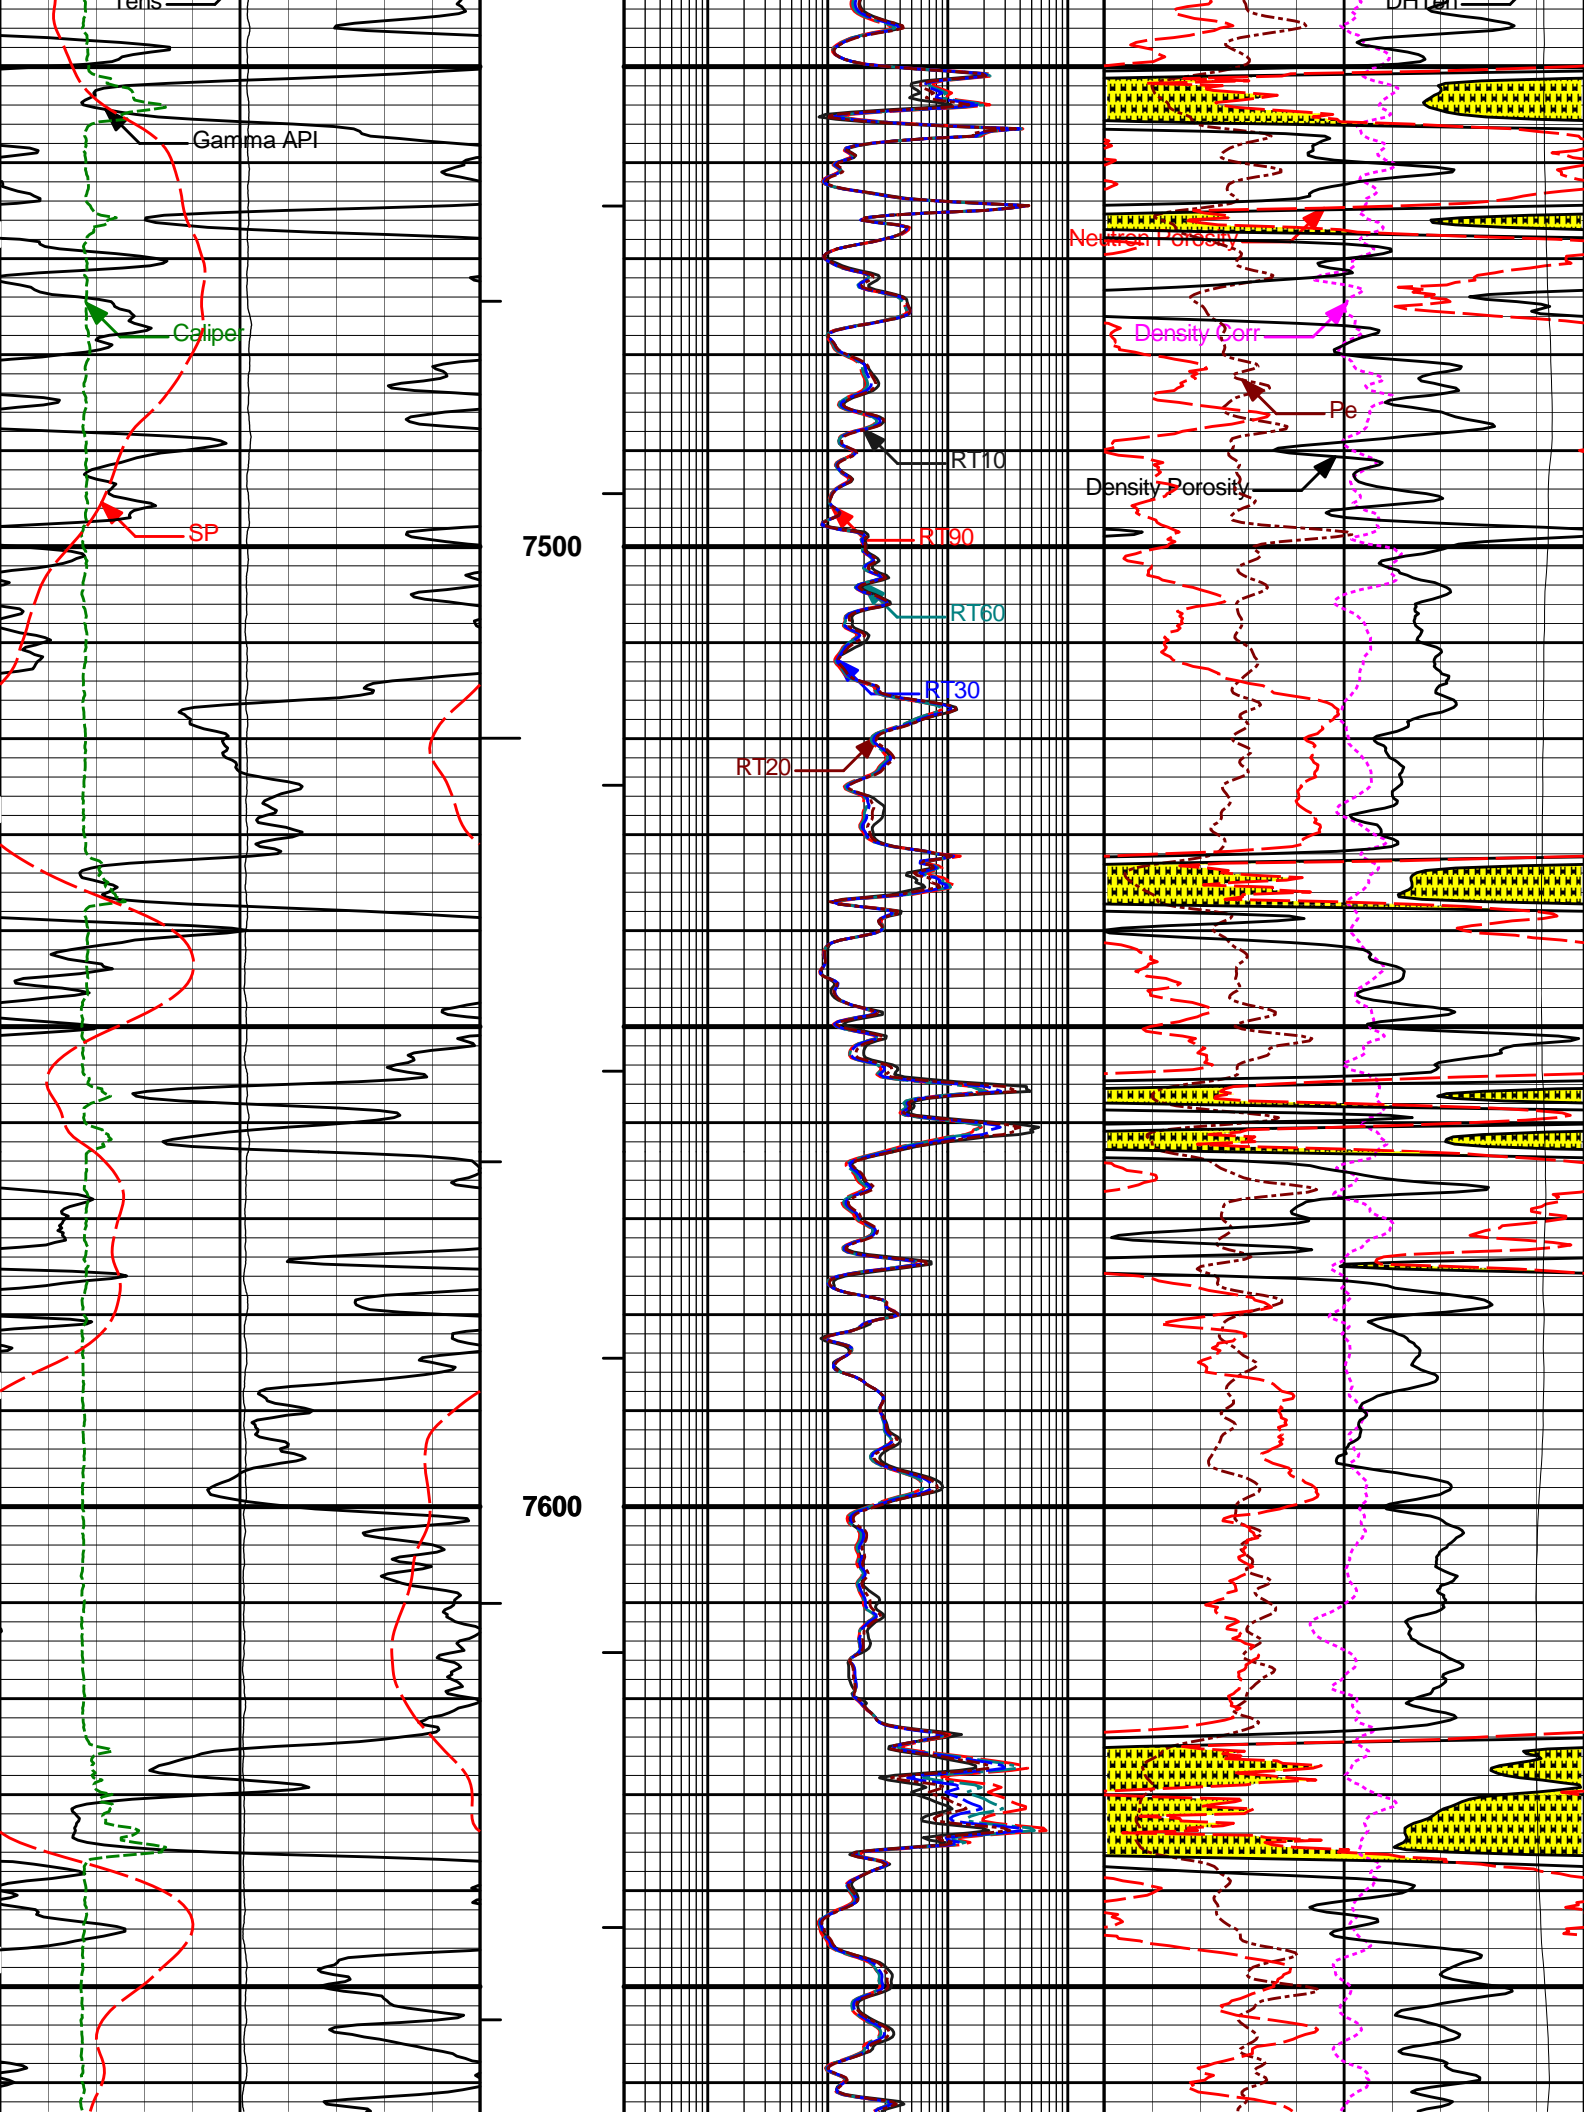 Tens
DHTen
Gamma API
Neutron Porosity
Caliper
Density Corr
Pe
RT10
Density Porosity
SP
RT90
7500
RT60
RT30
RT20
7600